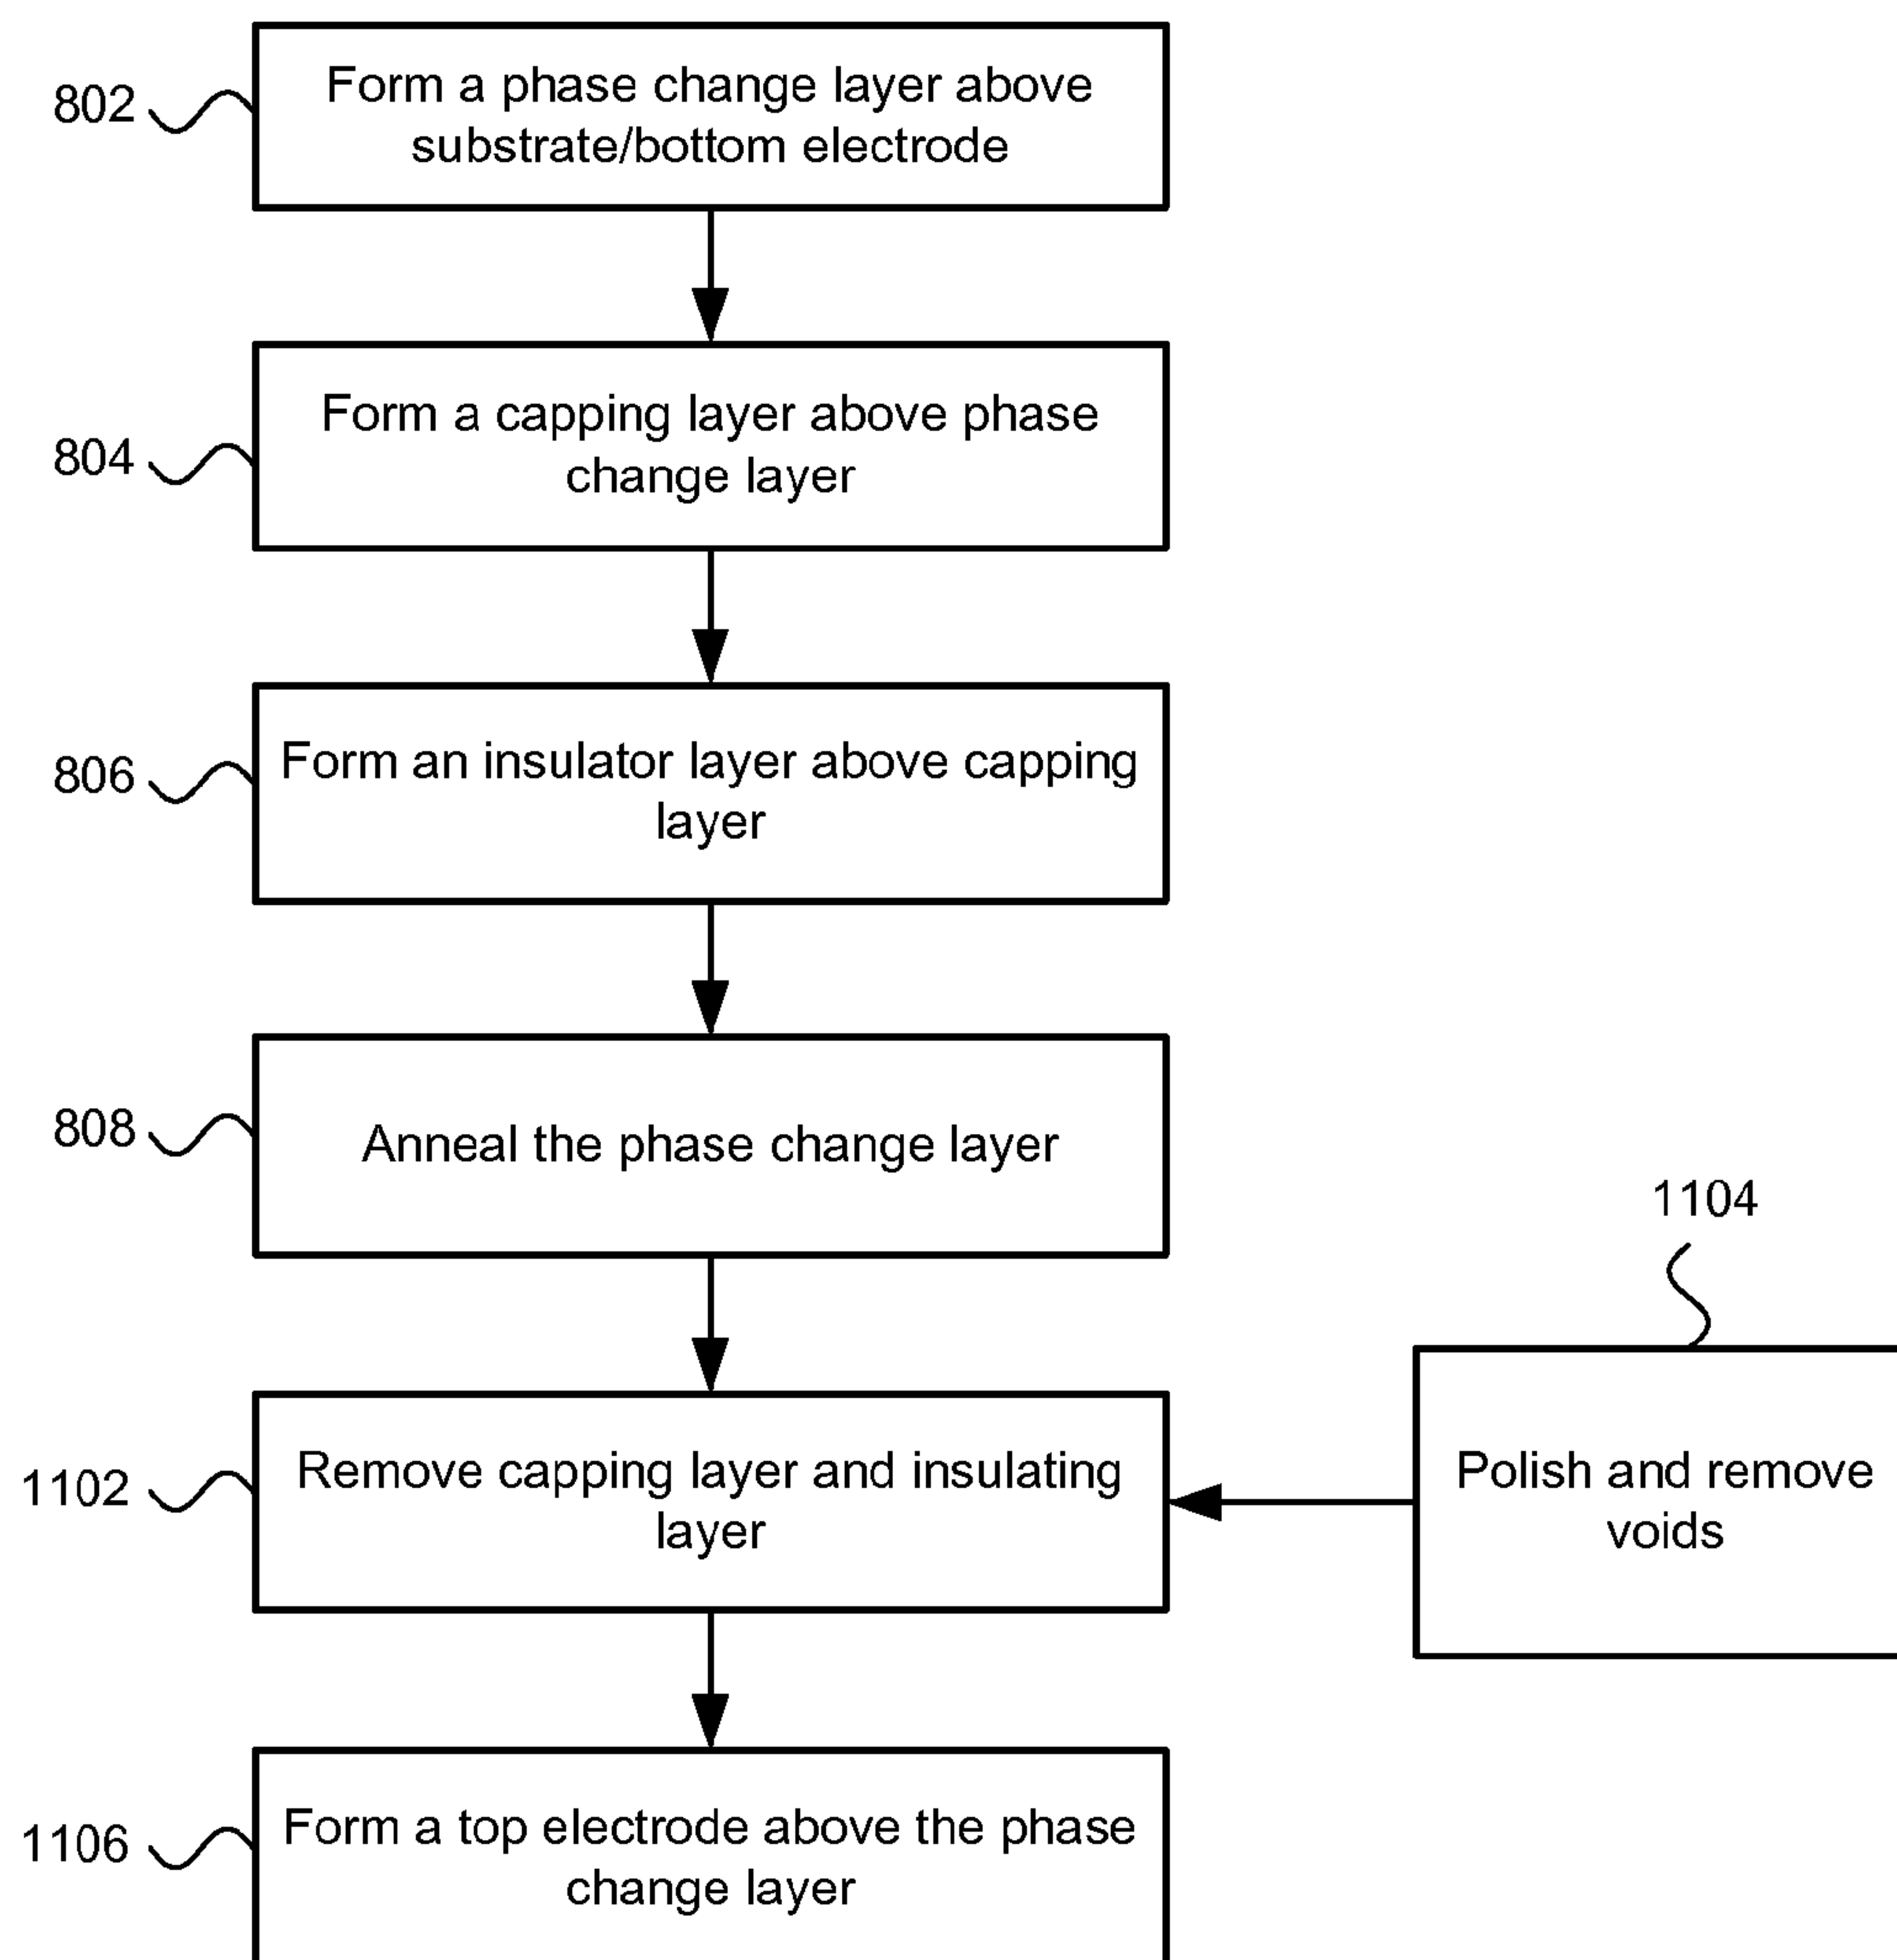 802
Form a phase change layer above
substrate/bottom electrode
804
Form a capping layer above phase
change layer
806
Form an insulator layer above capping
layer
808
Anneal the phase change layer
1104
1102
Remove capping layer and insulating
layer
Polish and remove
voids
1106
Form a top electrode above the phase
change layer